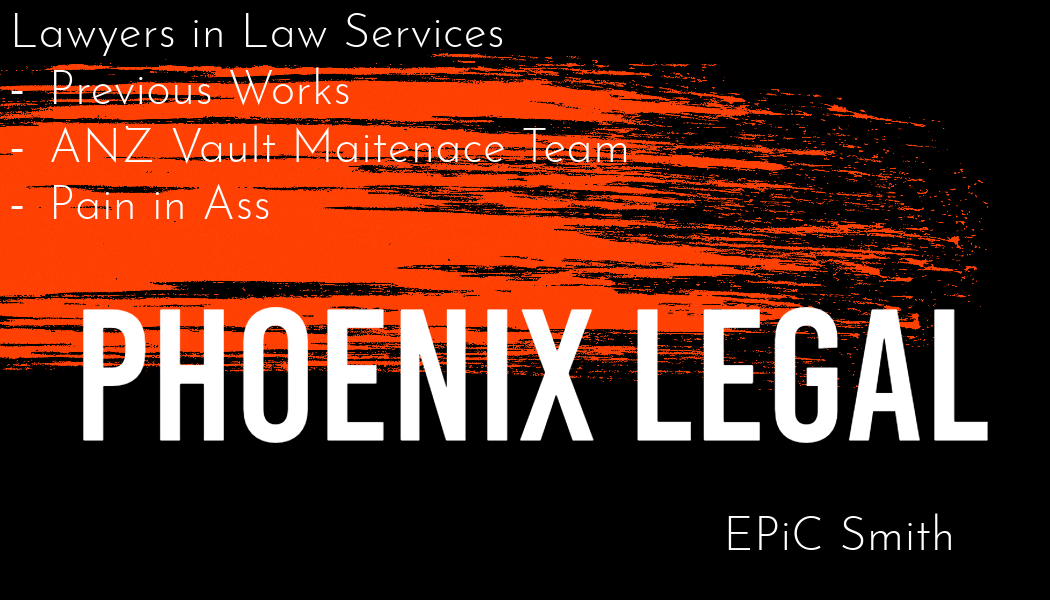 Lawyers in Law Services
- Previous Works
- ANZ Vault Maitenace Team
- Pain in Ass
PHOENIX LEGAL
EPiC Smith